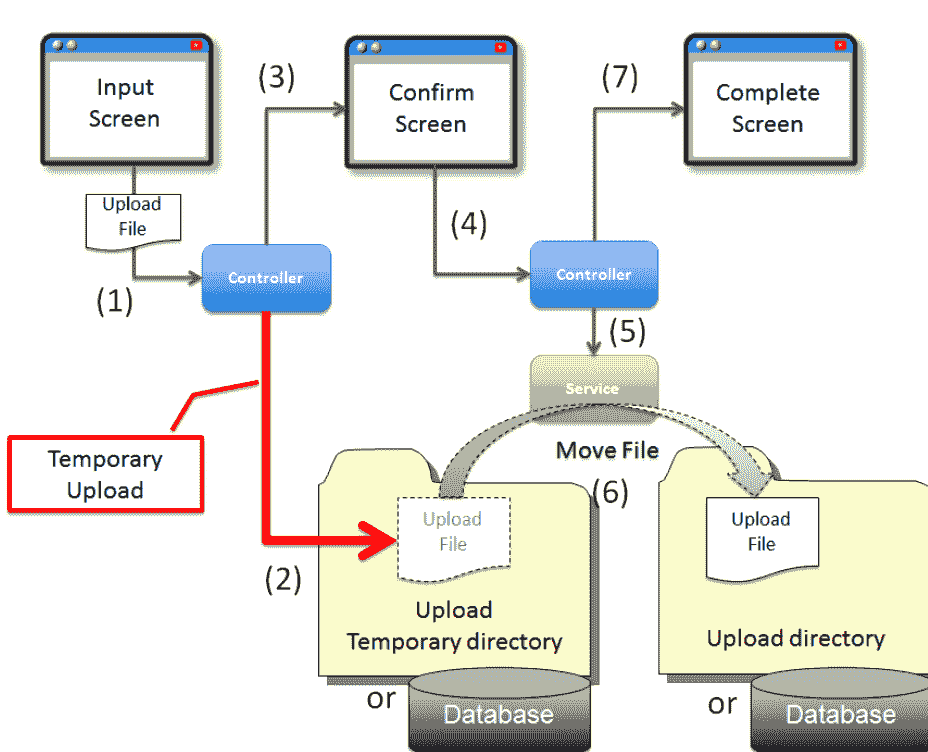 Input
Screen
(3)
Confirm
Screen
(7)
Complete
Screen
Upload
File
(4)
Controller
Controller
(1)
(5)
Service
Temporary
Upload
Move File
(6)
Upload
File
Upload
File
(2)
Upload
Temporary directory
Upload directory
or
Database
or
Database